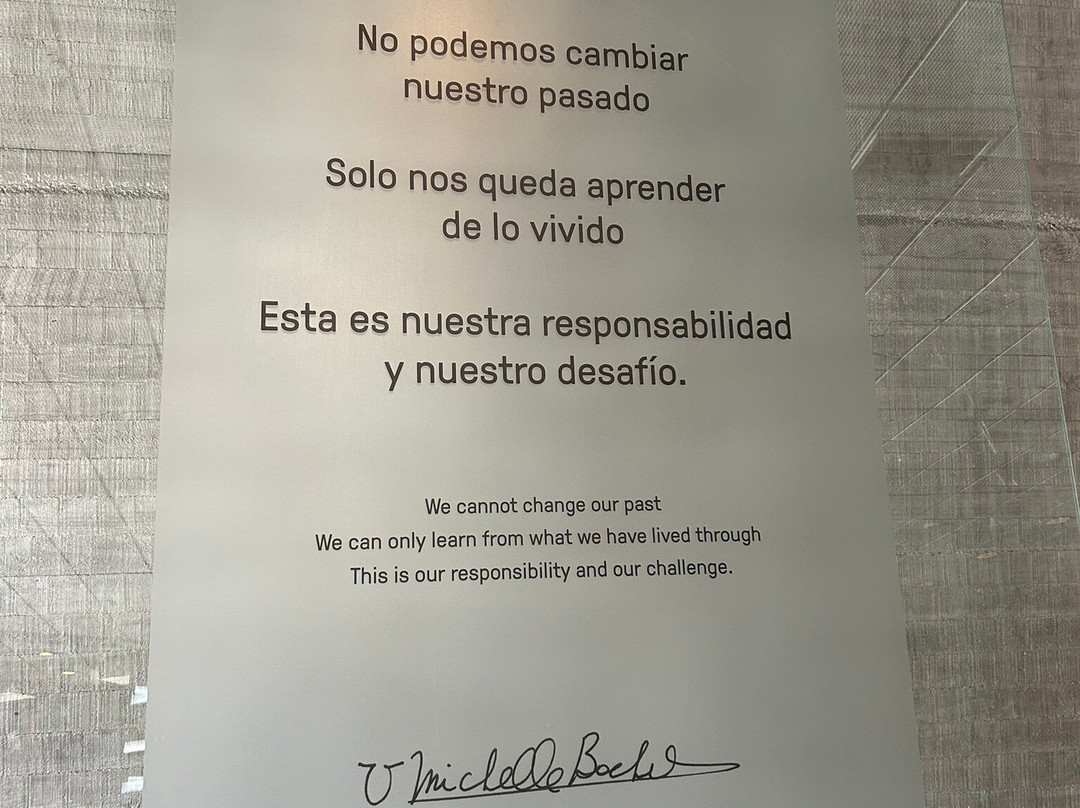 No podemos cambiar
nuestro pasado
Solo nos queda aprender
de lo vivido
Esta es nuestra responsabilidad
y nuestro desafío.
We cannot change our past
We can only learn from what we have lived through
This is our responsibility and our challenge.
V Michelle Bachelet